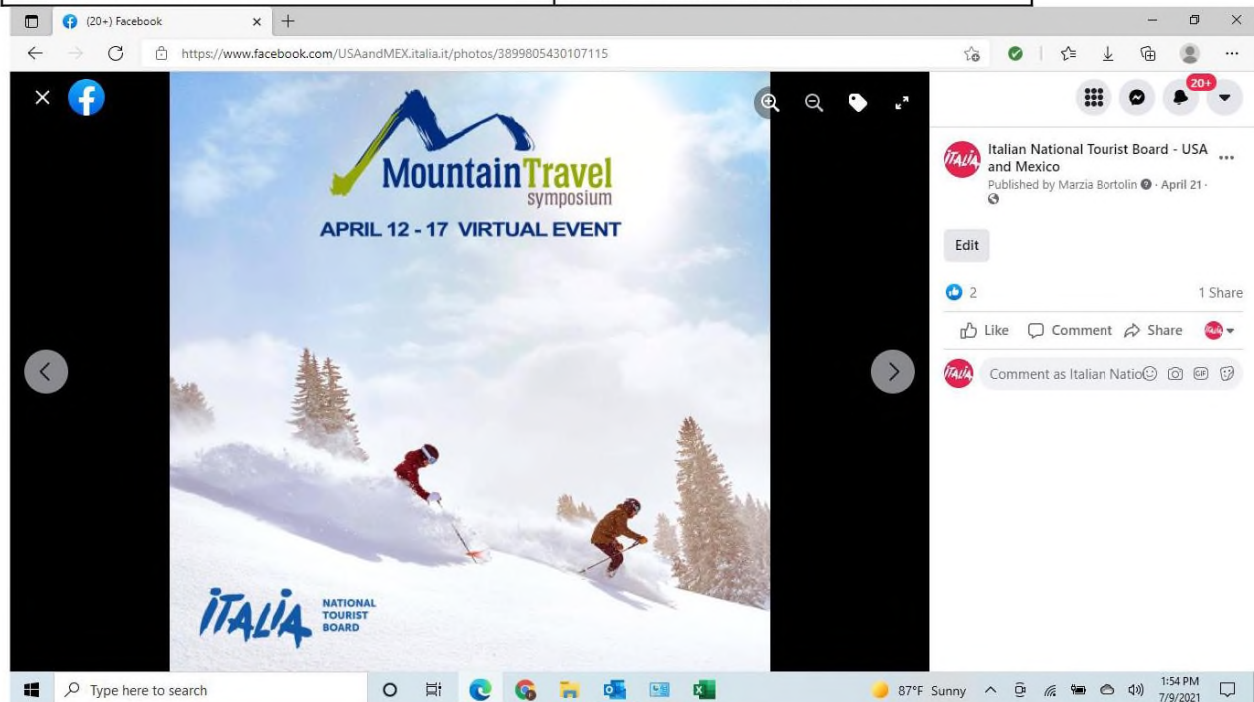 (20+) Facebook
https://www.facebook.com/USAandMEX.italia.it/photos/3899805430107115
20+
MountainTravel
symposium
APRIL 12 - 17 VIRTUAL EVENT
ITALIA
NATIONAL
TOURIST
BOARD
ITALIA
Italian National Tourist Board - USA
and Mexico
Published by Marzia Bortolin · April 21 ·
Edit
2
1 Share
Like
Comment
Share
Comment as Italian Natio
GIF
Type here to search
87°F Sunny
1:54 PM
7/9/2021